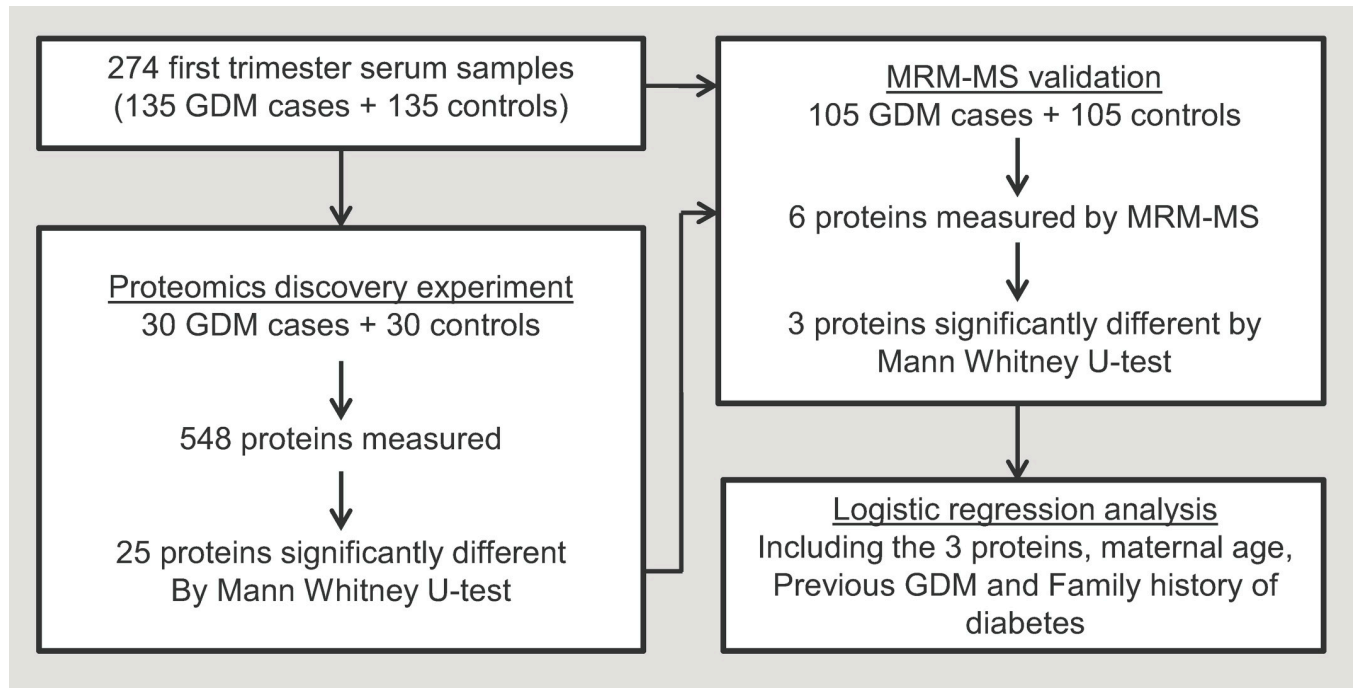 274 first trimester serum samples
(135 GDM cases + 135 controls)
Proteomics discovery experiment
30 GDM cases + 30 controls
548 proteins measured
25 proteins significantly different
By Mann Whitney U-test
MRM-MS validation
105 GDM cases + 105 controls
6 proteins measured by MRM-MS
3 proteins significantly different by
Mann Whitney U-test
Logistic regression analysis
Including the 3 proteins, maternal age,
Previous GDM and Family history of
diabetes